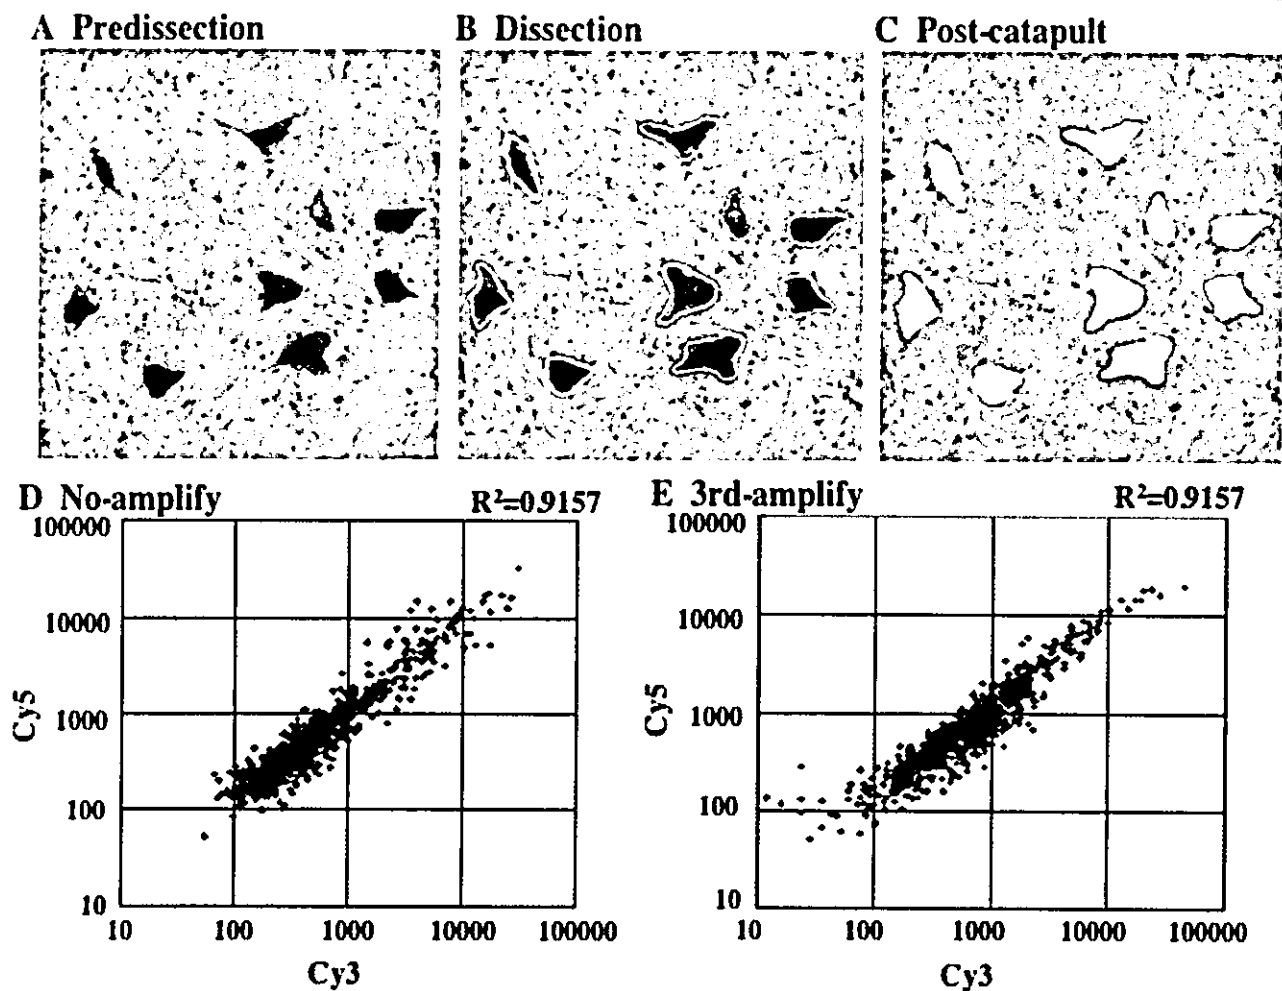 A Predissection
B Dissection
C Post-catapult
D No-amplify
R²=0.9157
100000
10000
1000
100
10
Cy5
10 100 1000 10000 100000
Cy3
E 3rd-amplify
R²=0.9157
100000
10000
1000
100
10
Cy5
10 100 1000 10000 100000
Cy3